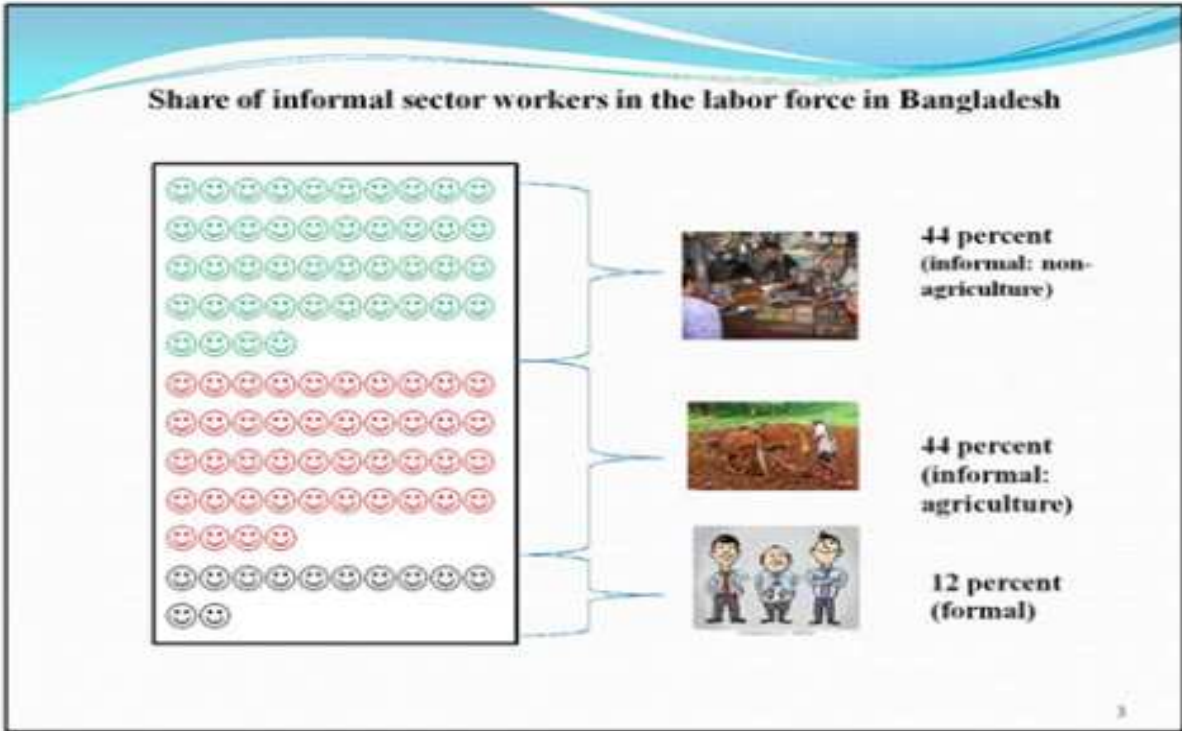 Share of informal sector workers in the labor force in Bangladesh
44 percent
(informal: non-
agriculture)
44 percent
(informal:
agriculture)
12 percent
(formal)
3